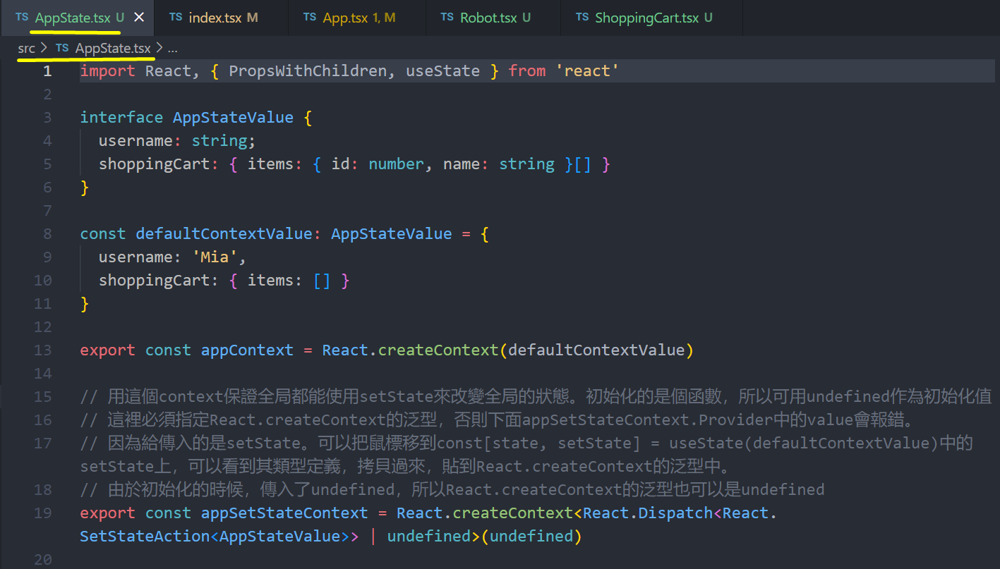 TS AppState.tsx U × TS index.tsx M TS App.tsx 1, M TS Robot.tsx U TS ShoppingCart.tsx U
src > TS AppState.tsx > ...
1 import React, { PropsWithChildren, useState } from 'react'
2
3 interface AppStateValue {
4 username: string;
5 shoppingCart: { items: { id: number, name: string }[] }
6 }
7
8 const defaultContextValue: AppStateValue = {
9 username: 'Mia',
10 shoppingCart: { items: [] }
11 }
12
13 export const appContext = React.createContext(defaultContextValue)
14
15 // 用這個context保證全局都能使用setState來改變全局的狀態。初始化的是個函數，所以可用undefined作為初始化值
16 // 這裡必須指定React.createContext的泛型，否則下面appSetStateContext.Provider中的value會報錯。
17 // 因為給傳入的是setState。可以把鼠標移到const[state, setState] = useState(defaultContextValue)中的
setState上，可以看到其類型定義，拷貝過來，貼到React.createContext的泛型中。
18 // 由於初始化的時候，傳入了undefined，所以React.createContext的泛型也可以是undefined
19 export const appSetStateContext = React.createContext<React.Dispatch<React.
SetStateAction<AppStateValue>> | undefined>(undefined)
20